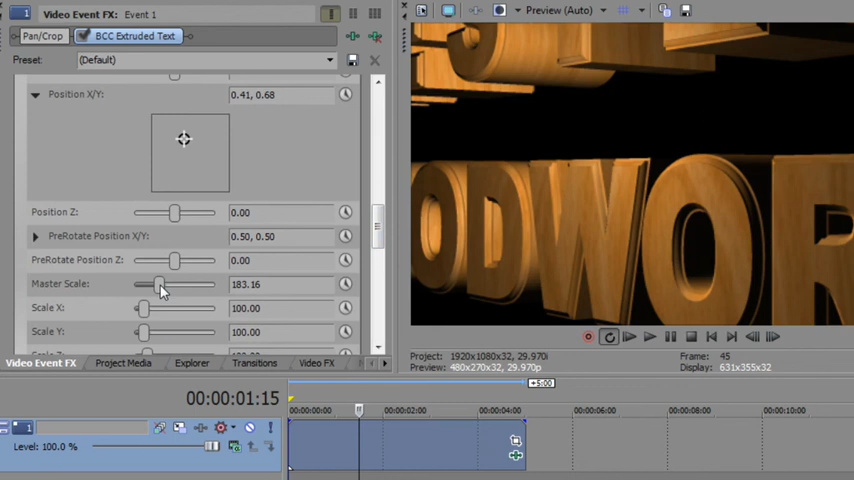 1 Video Event FX: Event 1
Pan/Crop BCC Extruded Text
Preset: (Default)
Position X/Y: 0.41, 0.68
Position Z: 0.00
PreRotate Position X/Y: 0.50, 0.50
PreRotate Position Z: 0.00
Master Scale: 183.16
Scale X: 100.00
Scale Y: 100.00
Video Event FX Project Media Explorer Transitions Video FX
Preview (Auto)
ODWOR
Project: 1920x1080x32, 29.970i
Preview: 480x270x32, 29.970p
Frame: 45
Display: 631x355x32
00:00:01:15
+5:00
00:00:00:00 00:00:02:00 00:00:04:00 00:00:06:00 00:00:08:00 00:00:10:00
1
Level: 100.0 %